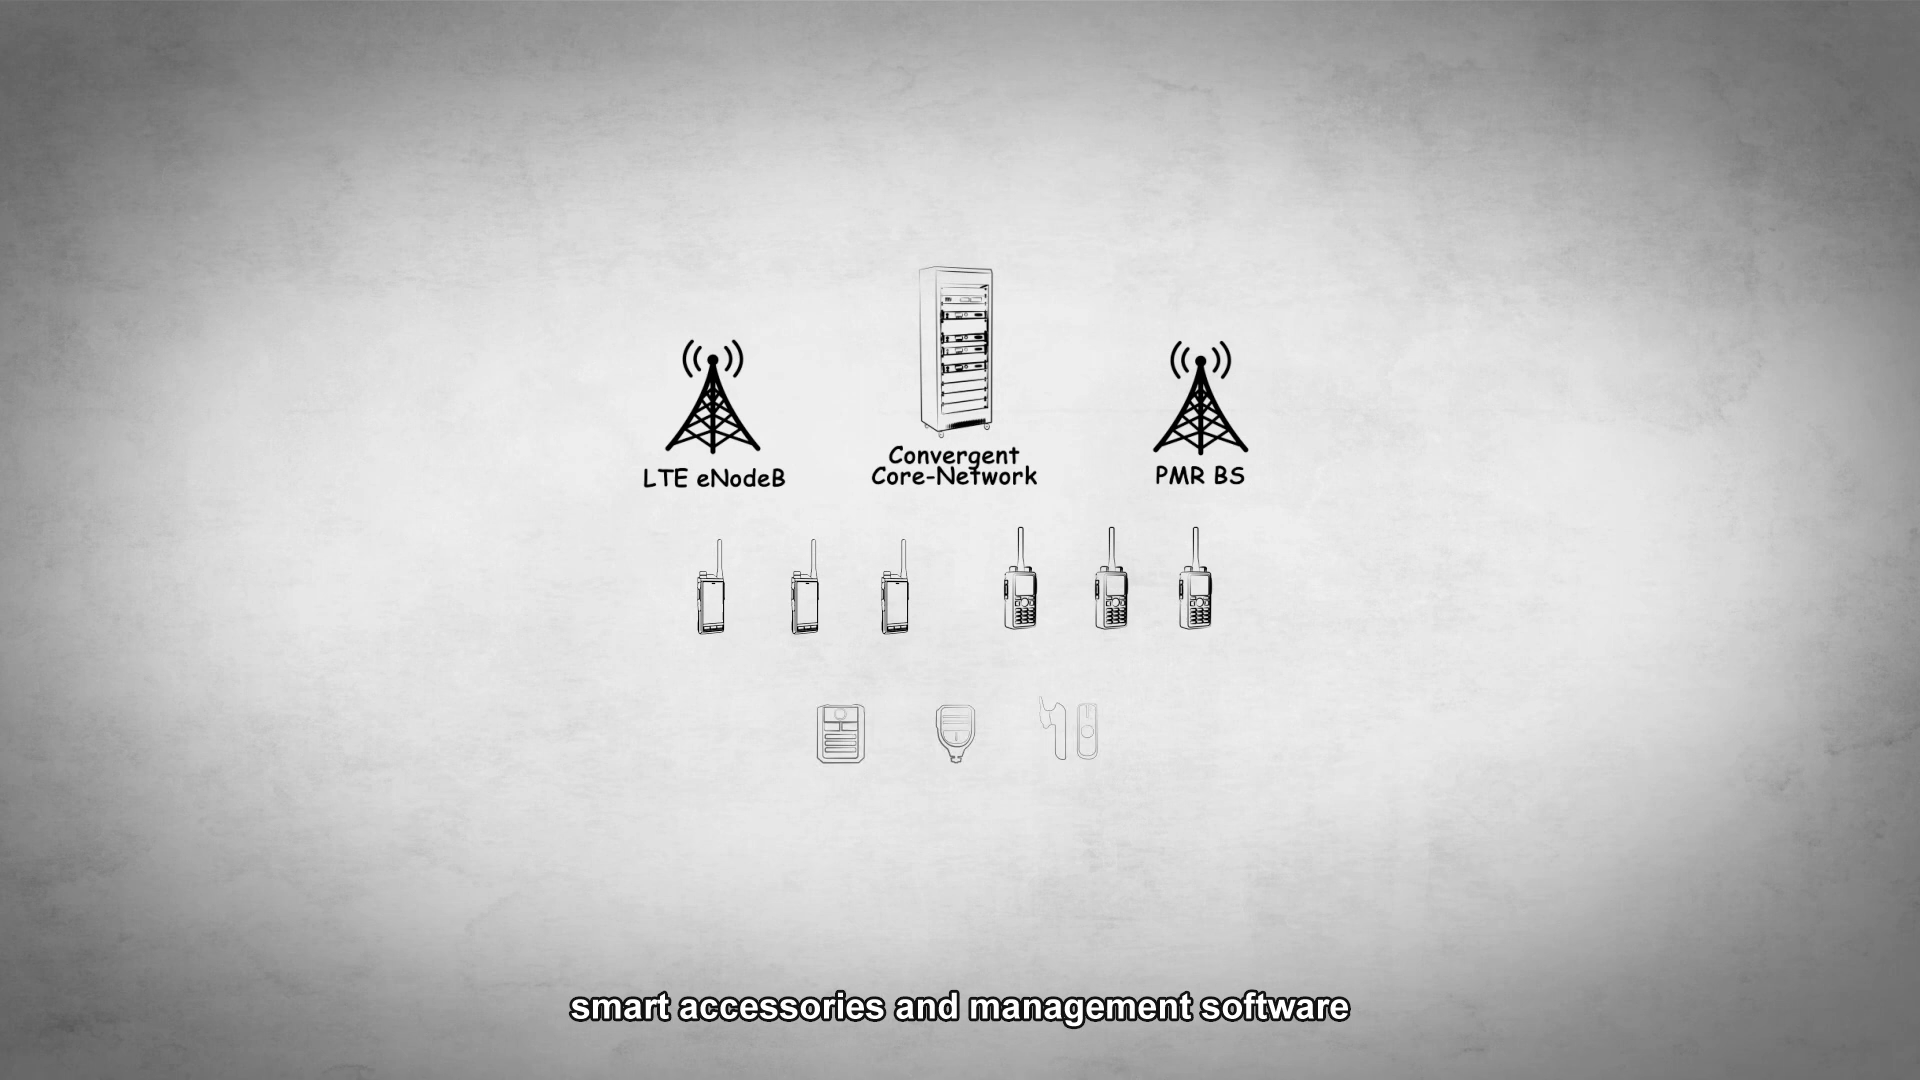 Convergent
Core-Network
LTE eNodeB
PMR BS
smart accessories and management software